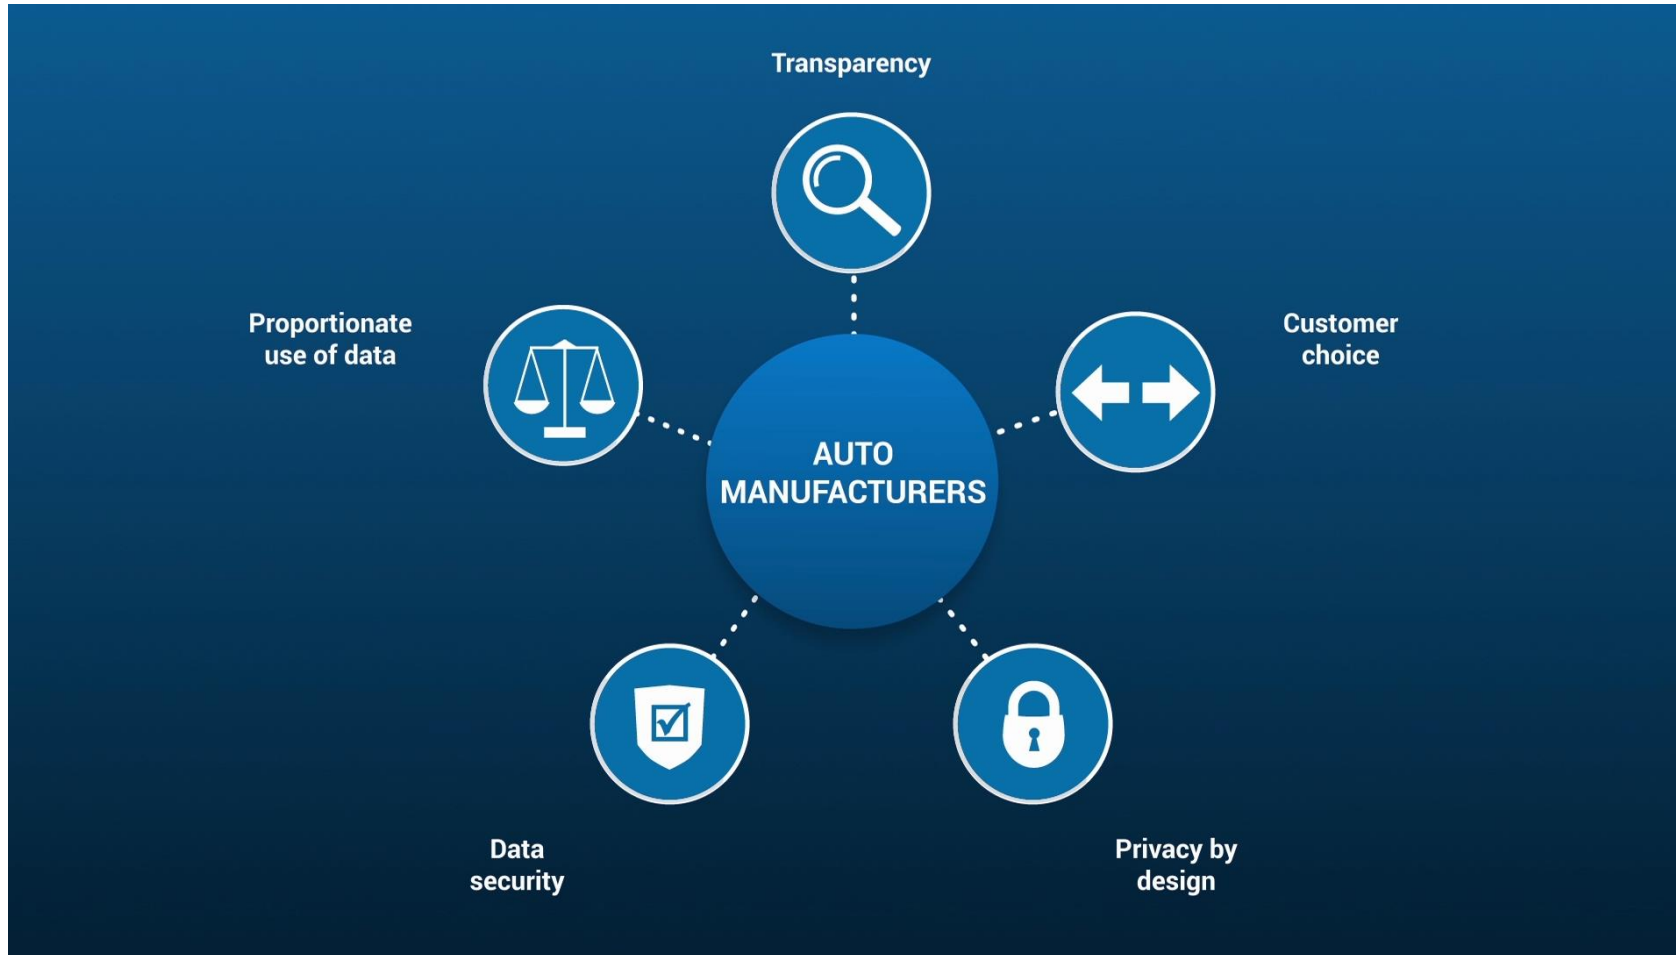 Transparency
Proportionate
use of data
Customer
choice
AUTO
MANUFACTURERS
Data
security
Privacy by
design